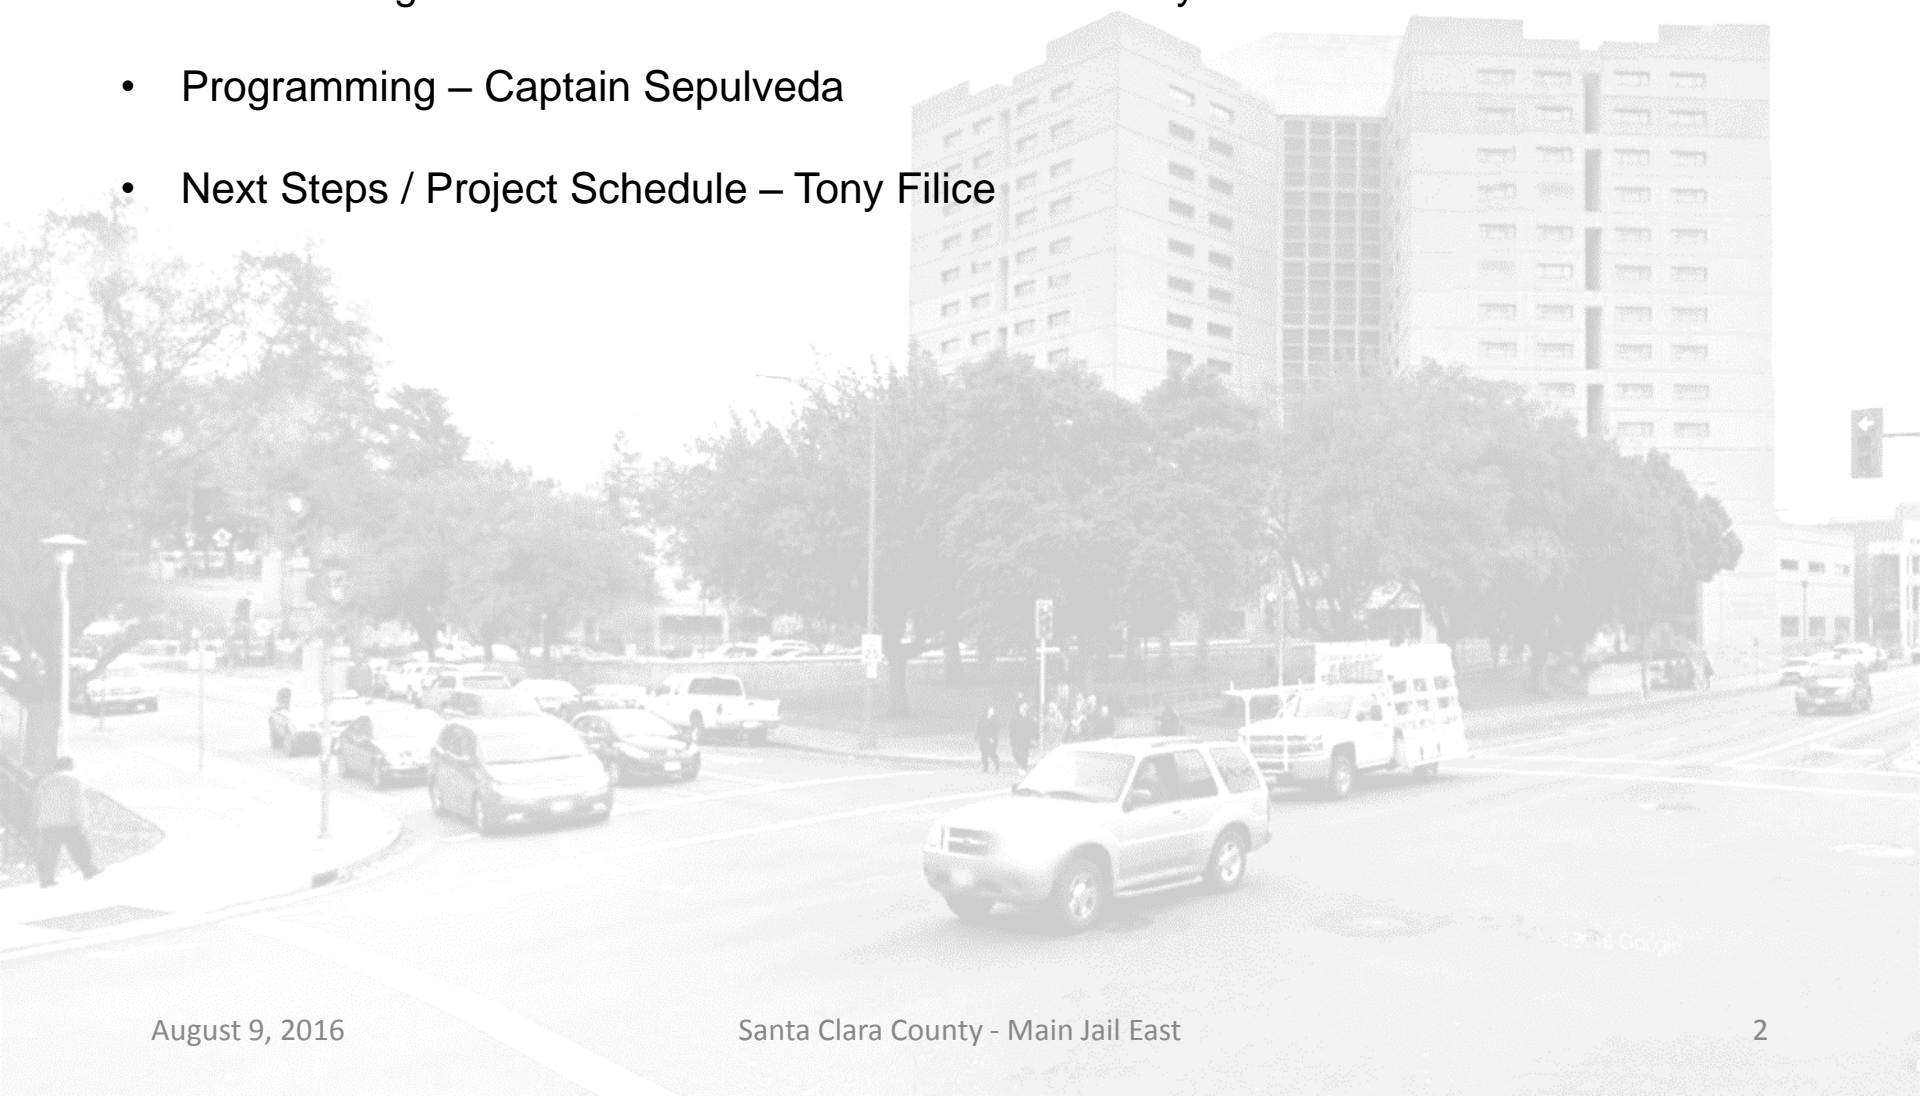 • Programming – Captain Sepulveda
• Next Steps / Project Schedule – Tony Filice
August 9, 2016
Santa Clara County - Main Jail East
2